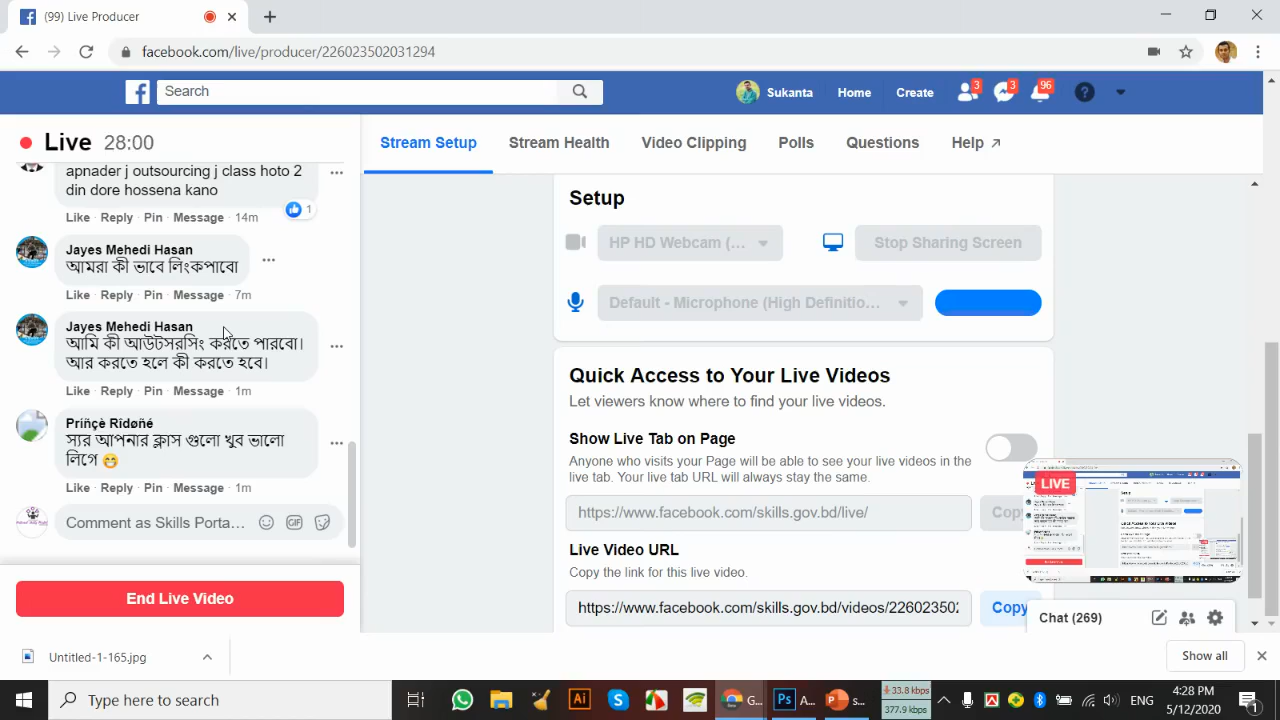 (99) Live Producer
facebook.com/live/producer/226023502031294
Search
Sukanta
Home
Create
3
3
96
Live 28:00
Stream Setup
Stream Health
Video Clipping
Polls
Questions
Help
apnader j outsourcing j class hoto 2
din dore hossena kano
Like · Reply · Pin · Message · 14m
1
Jayes Mehedi Hasan
আমরা কী ভাবে লিংকপাবো
Like · Reply · Pin · Message · 7m
Jayes Mehedi Hasan
আমি কী আউটসরসিং করতে পারবো।
আর করতে হলে কী করতে হবে।
Like · Reply · Pin · Message · 1m
Príñçè Rîdøñé
স্যর আপনার ক্লাস গুলো খুব ভালো
লিগে 😁
Like · Reply · Pin · Message · 1m
Comment as Skills Porta...
GIF
End Live Video
Setup
HP HD Webcam (...
Stop Sharing Screen
Default - Microphone (High Definitio...
Quick Access to Your Live Videos
Let viewers know where to find your live videos.
Show Live Tab on Page
Anyone who visits your Page will be able to see your live videos in the
live tab. Your live tab URL will always stay the same.
https://www.facebook.com/skills.gov.bd/live/
Live Video URL
Copy the link for this live video.
https://www.facebook.com/skills.gov.bd/videos/226023502
Copy
LIVE
Chat (269)
Untitled-1-165.jpg
Show all
Type here to search
G...
A...
s...
33.8 kbps
377.9 kbps
ENG
4:28 PM
5/12/2020
1